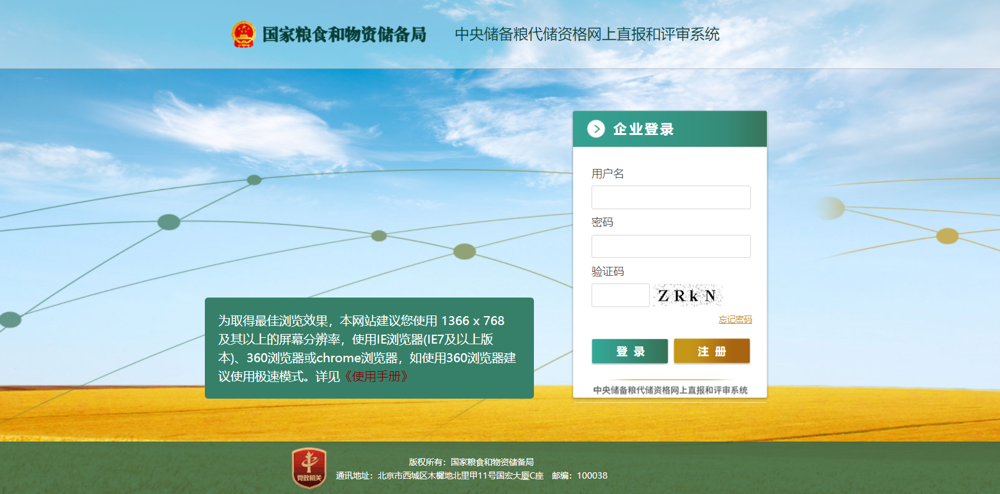 国家粮食和物资储备局 中央储备粮代储资格网上直报和评审系统
企业登录
用户名
密码
验证码
ZRkN
忘记密码
登 录 注 册
中央储备粮代储资格网上直报和评审系统
为取得最佳浏览效果，本网站建议您使用 1366 x 768
及其以上的屏幕分辨率，使用IE浏览器(IE7及以上版
本)、360浏览器或chrome浏览器，如使用360浏览器建
议使用极速模式。详见《使用手册》
党政机关
版权所有：国家粮食和物资储备局
通讯地址：北京市西城区木樨地北里甲11号国宏大厦C座 邮编：100038